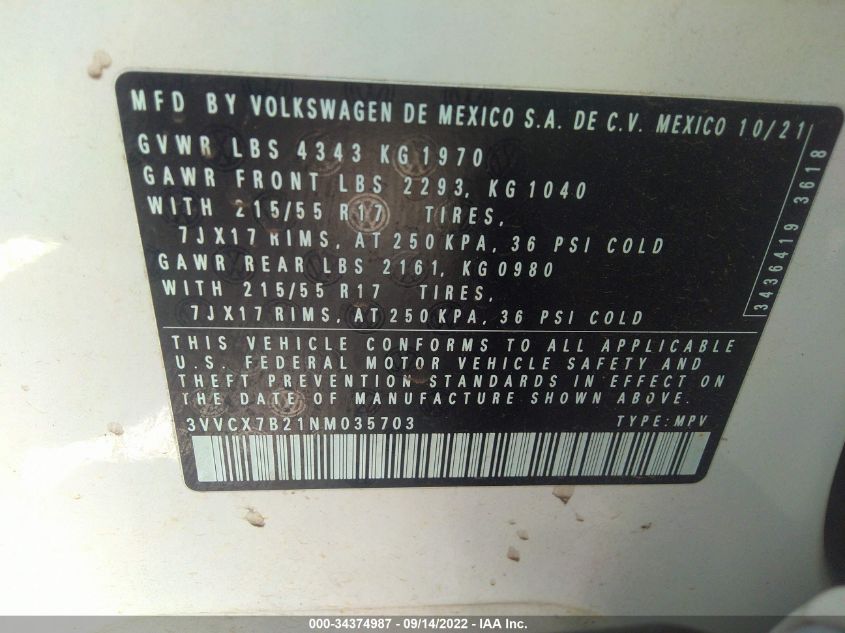 MFD BY VOLKSWAGEN DE MEXICO S.A. DE C.V. MEXICO 10/21
GVWR LBS 4343 KG 1970
GAWR FRONT LBS 2293, KG 1040
WITH 215/55 R17 TIRES,
7JX17 RIMS, AT 250 KPA, 36 PSI COLD
GAWR REAR LBS 2161, KG 0980
WITH 215/55 R17 TIRES,
7JX17 RIMS, AT 250 KPA, 36 PSI COLD
3436419 3618
THIS VEHICLE CONFORMS TO ALL APPLICABLE
U.S. FEDERAL MOTOR VEHICLE SAFETY AND
THEFT PREVENTION STANDARDS IN EFFECT ON
THE DATE OF MANUFACTURE SHOWN ABOVE.
3VVCX7B21NM035703 TYPE: MPV
000-34374987 - 09/14/2022 - IAA Inc.